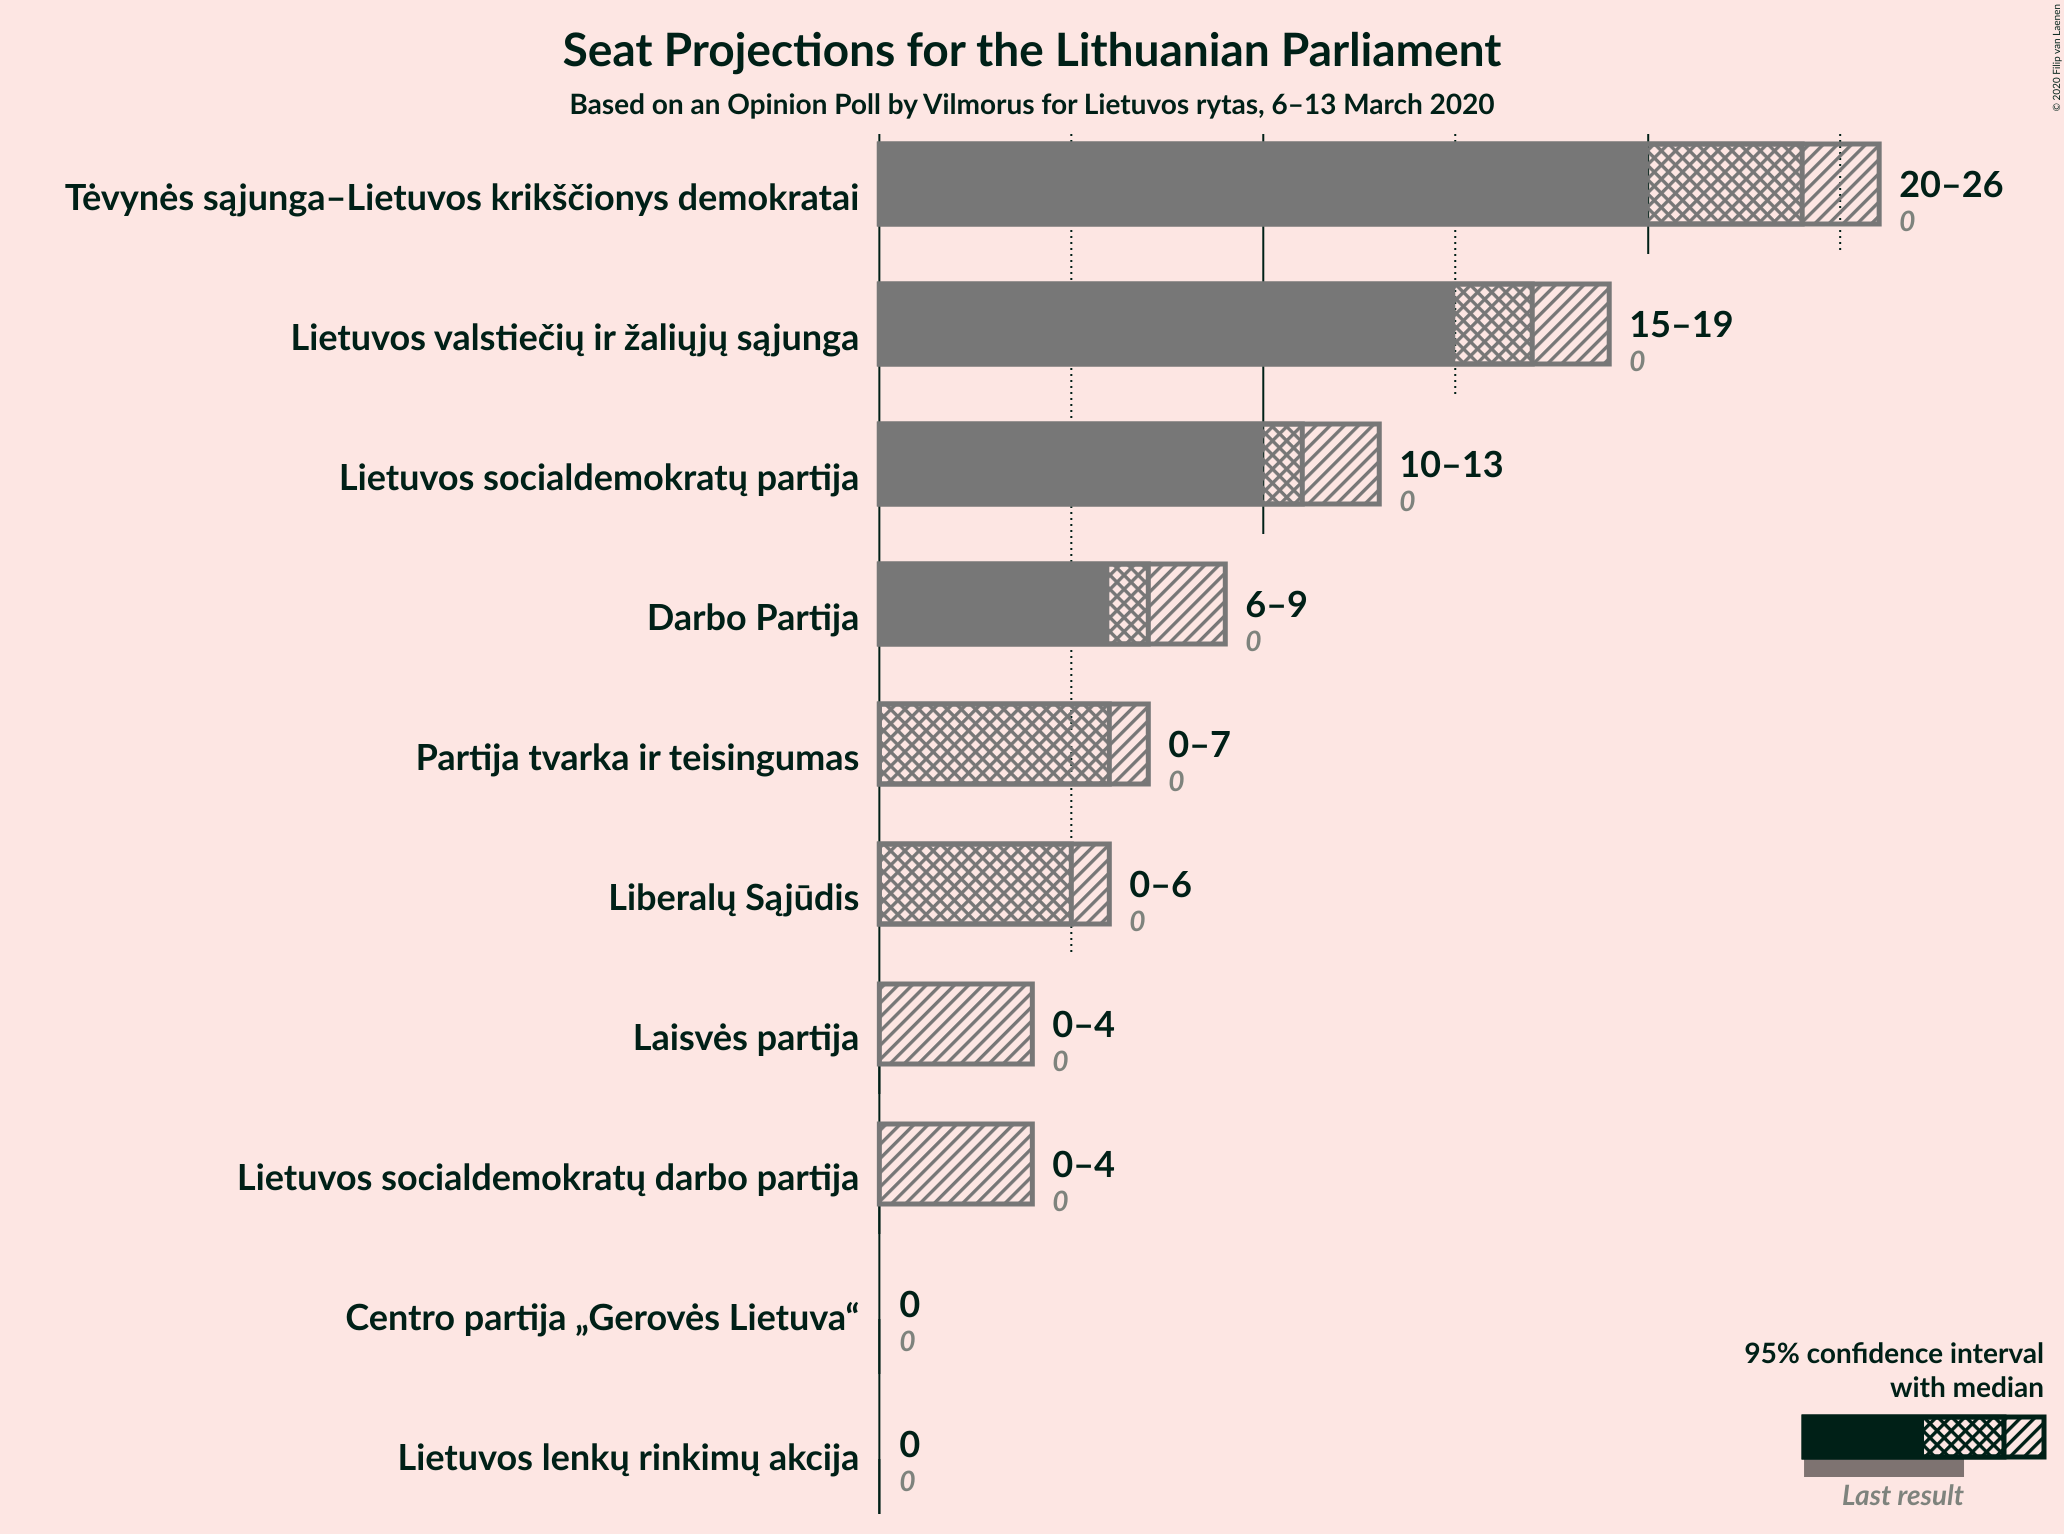 Seat Projections for the Lithuanian Parliament
Based on an Opinion Poll by Vilmorus for Lietuvos rytas, 6–13 March 2020
© 2020 Filip van Laenen
Tėvynės sąjunga–Lietuvos krikščionys demokratai
20–26
0
Lietuvos valstiečių ir žaliųjų sąjunga
15–19
0
Lietuvos socialdemokratų partija
10–13
0
Darbo Partija
6–9
0
Partija tvarka ir teisingumas
0–7
0
Liberalų Sąjūdis
0–6
0
Laisvės partija
0–4
0
Lietuvos socialdemokratų darbo partija
0–4
0
Centro partija „Gerovės Lietuva“
0
0
Lietuvos lenkų rinkimų akcija
0
0
95% confidence interval
with median
Last result